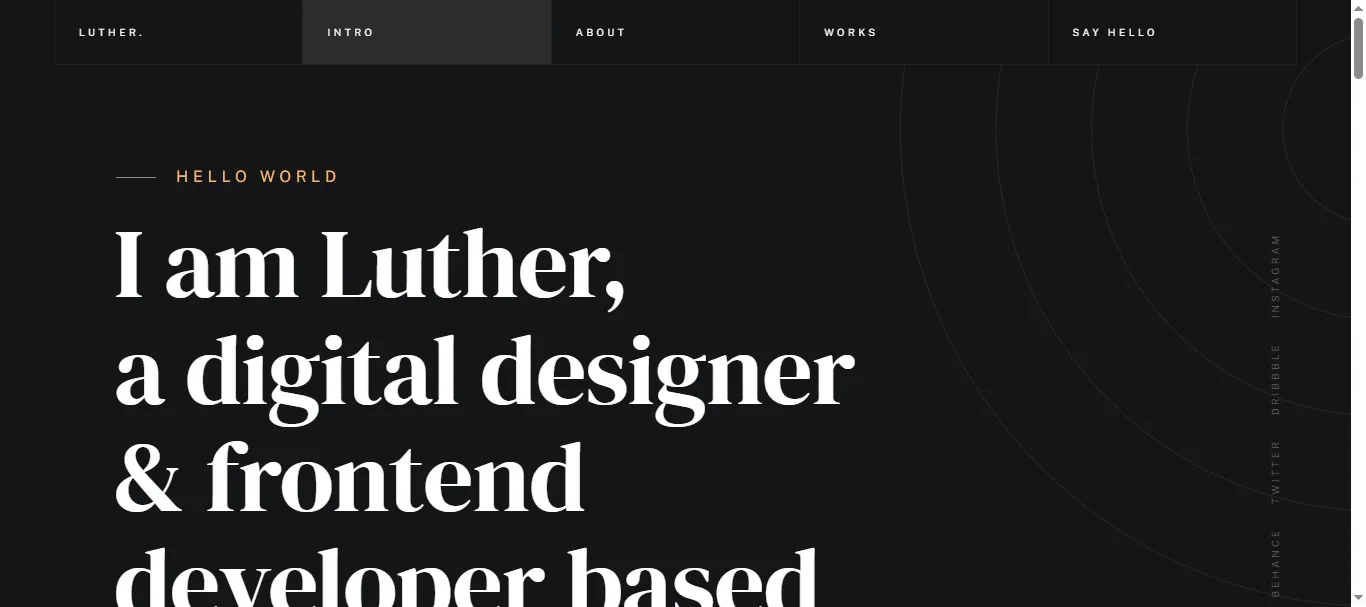 LUTHER.
INTRO
ABOUT
WORKS
SAY HELLO
HELLO WORLD
I am Luther,
a digital designer
& frontend
developer based
INSTAGRAM
DRIBBBLE
TWITTER
BEHANCE